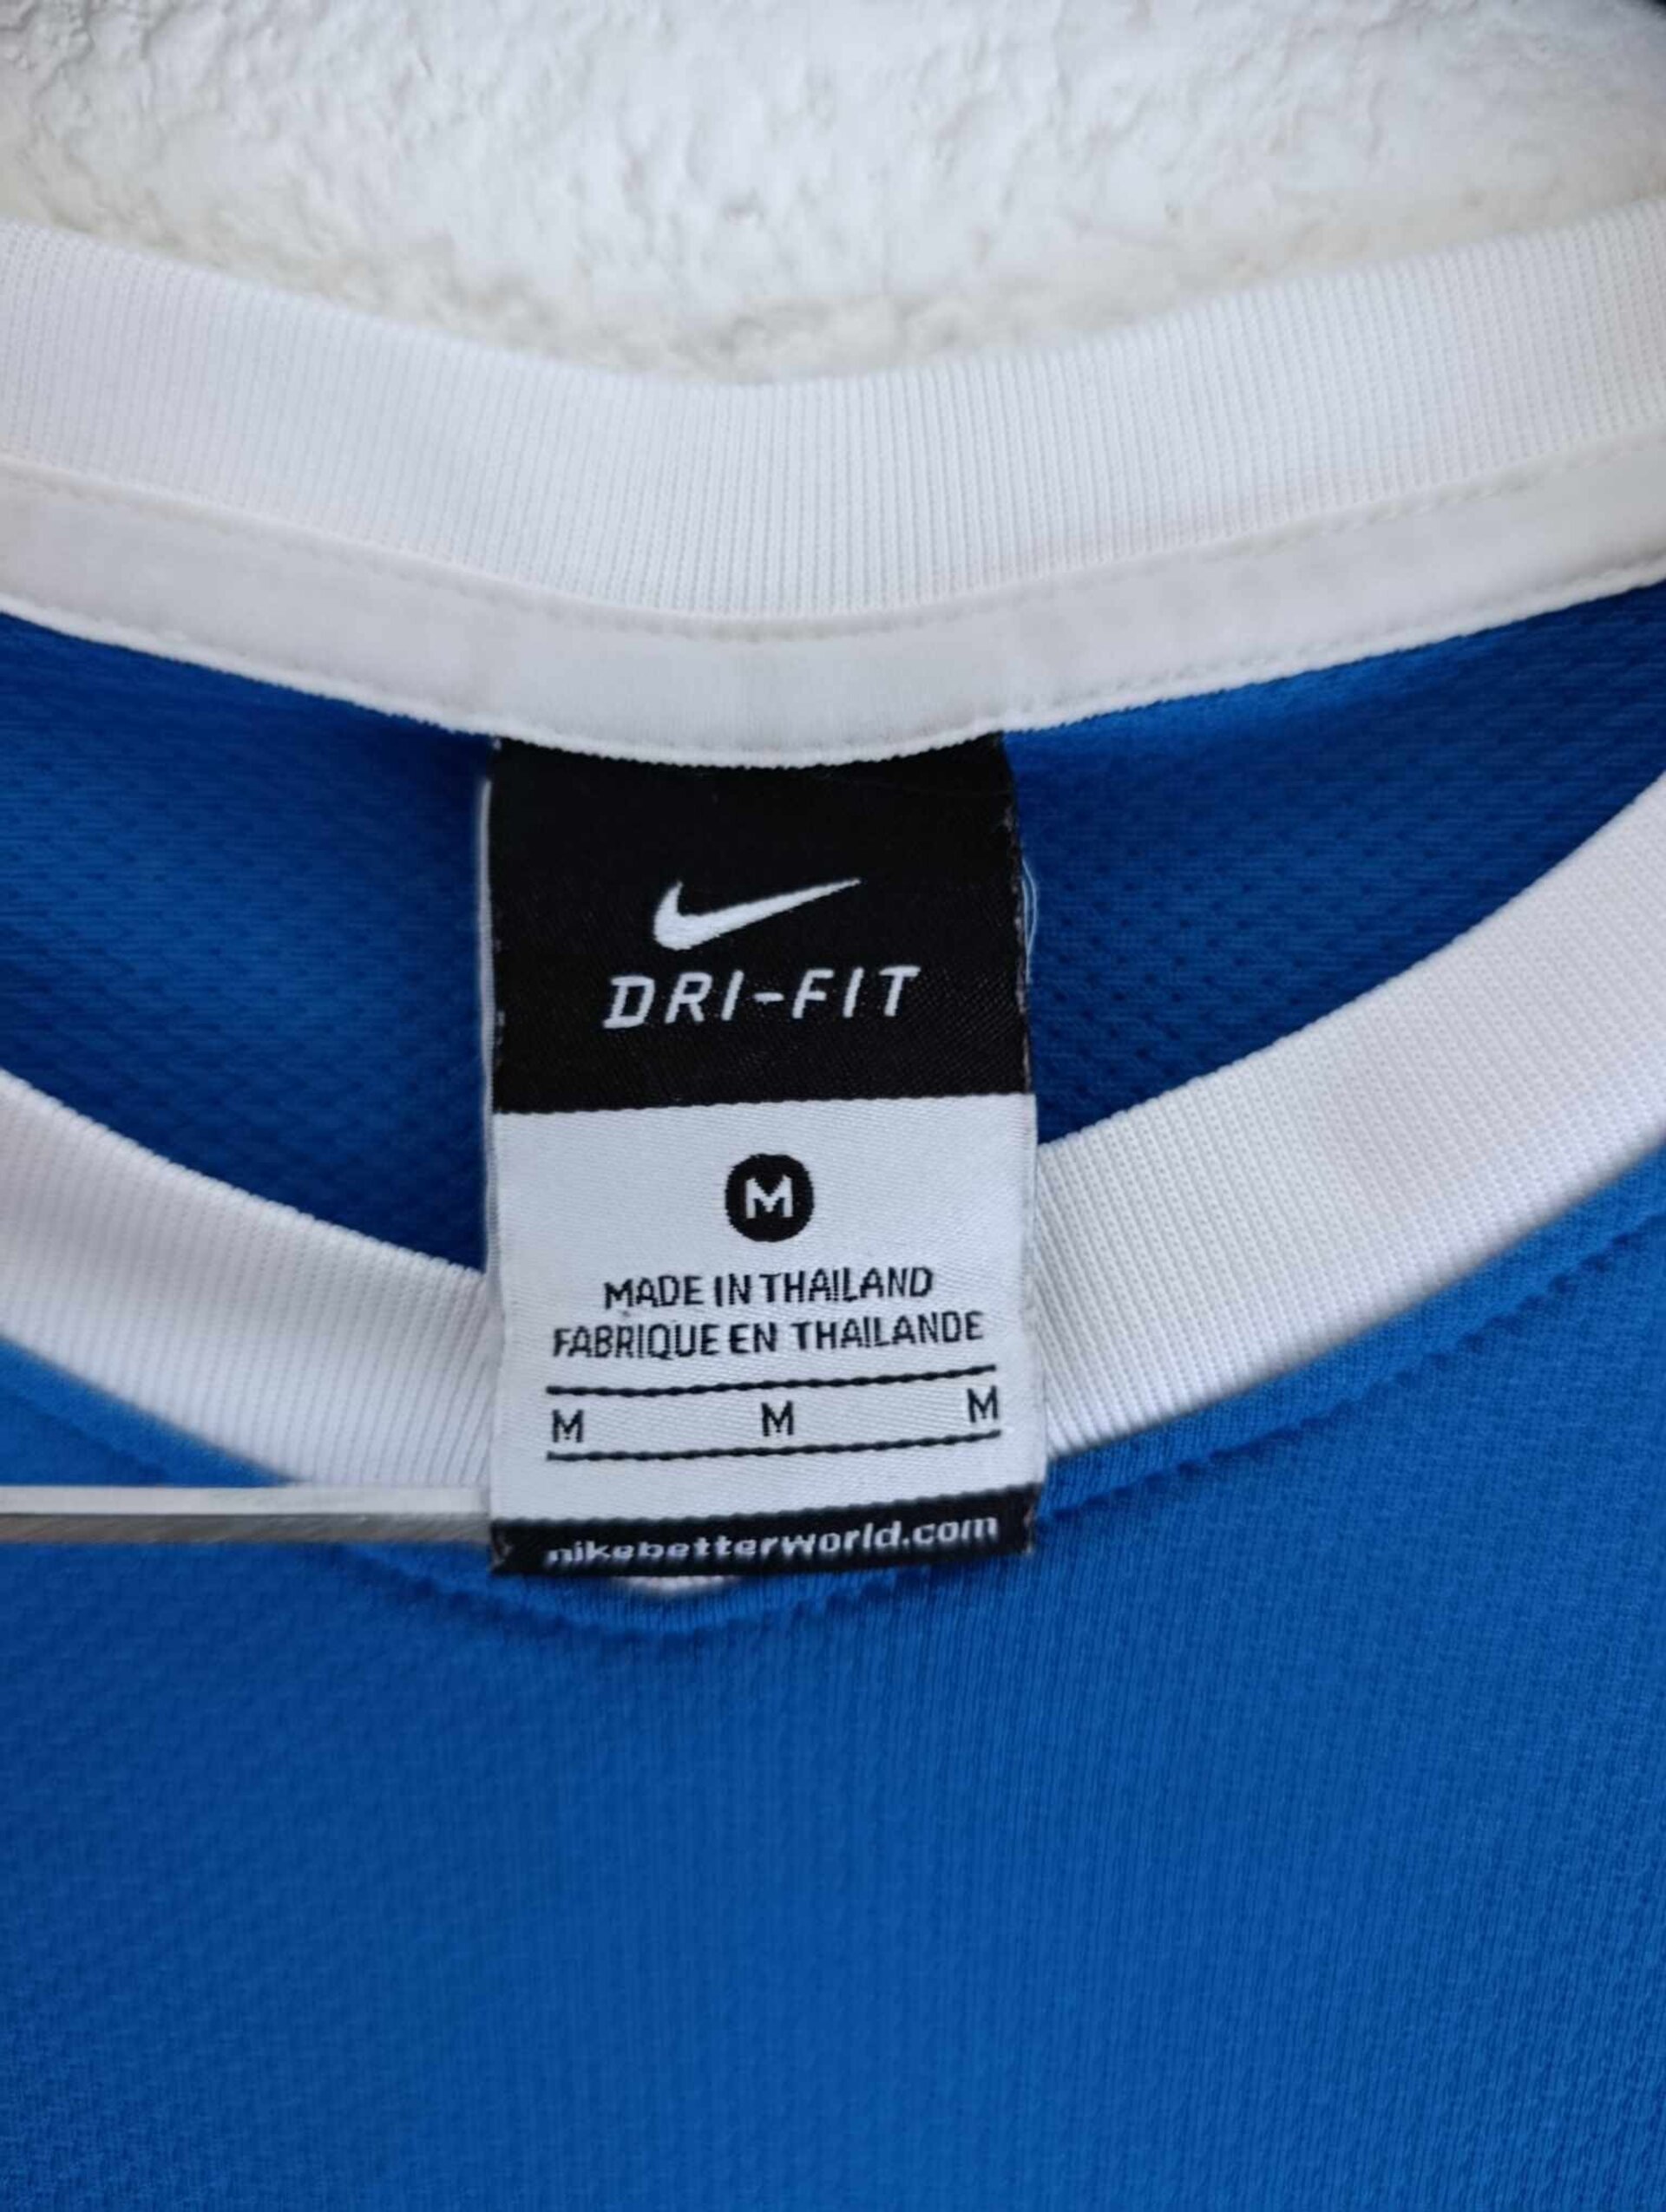 DRI-FIT
M
MADE IN THAILAND
FABRIQUE EN THAILANDE
M M M
nikebetterworld.com